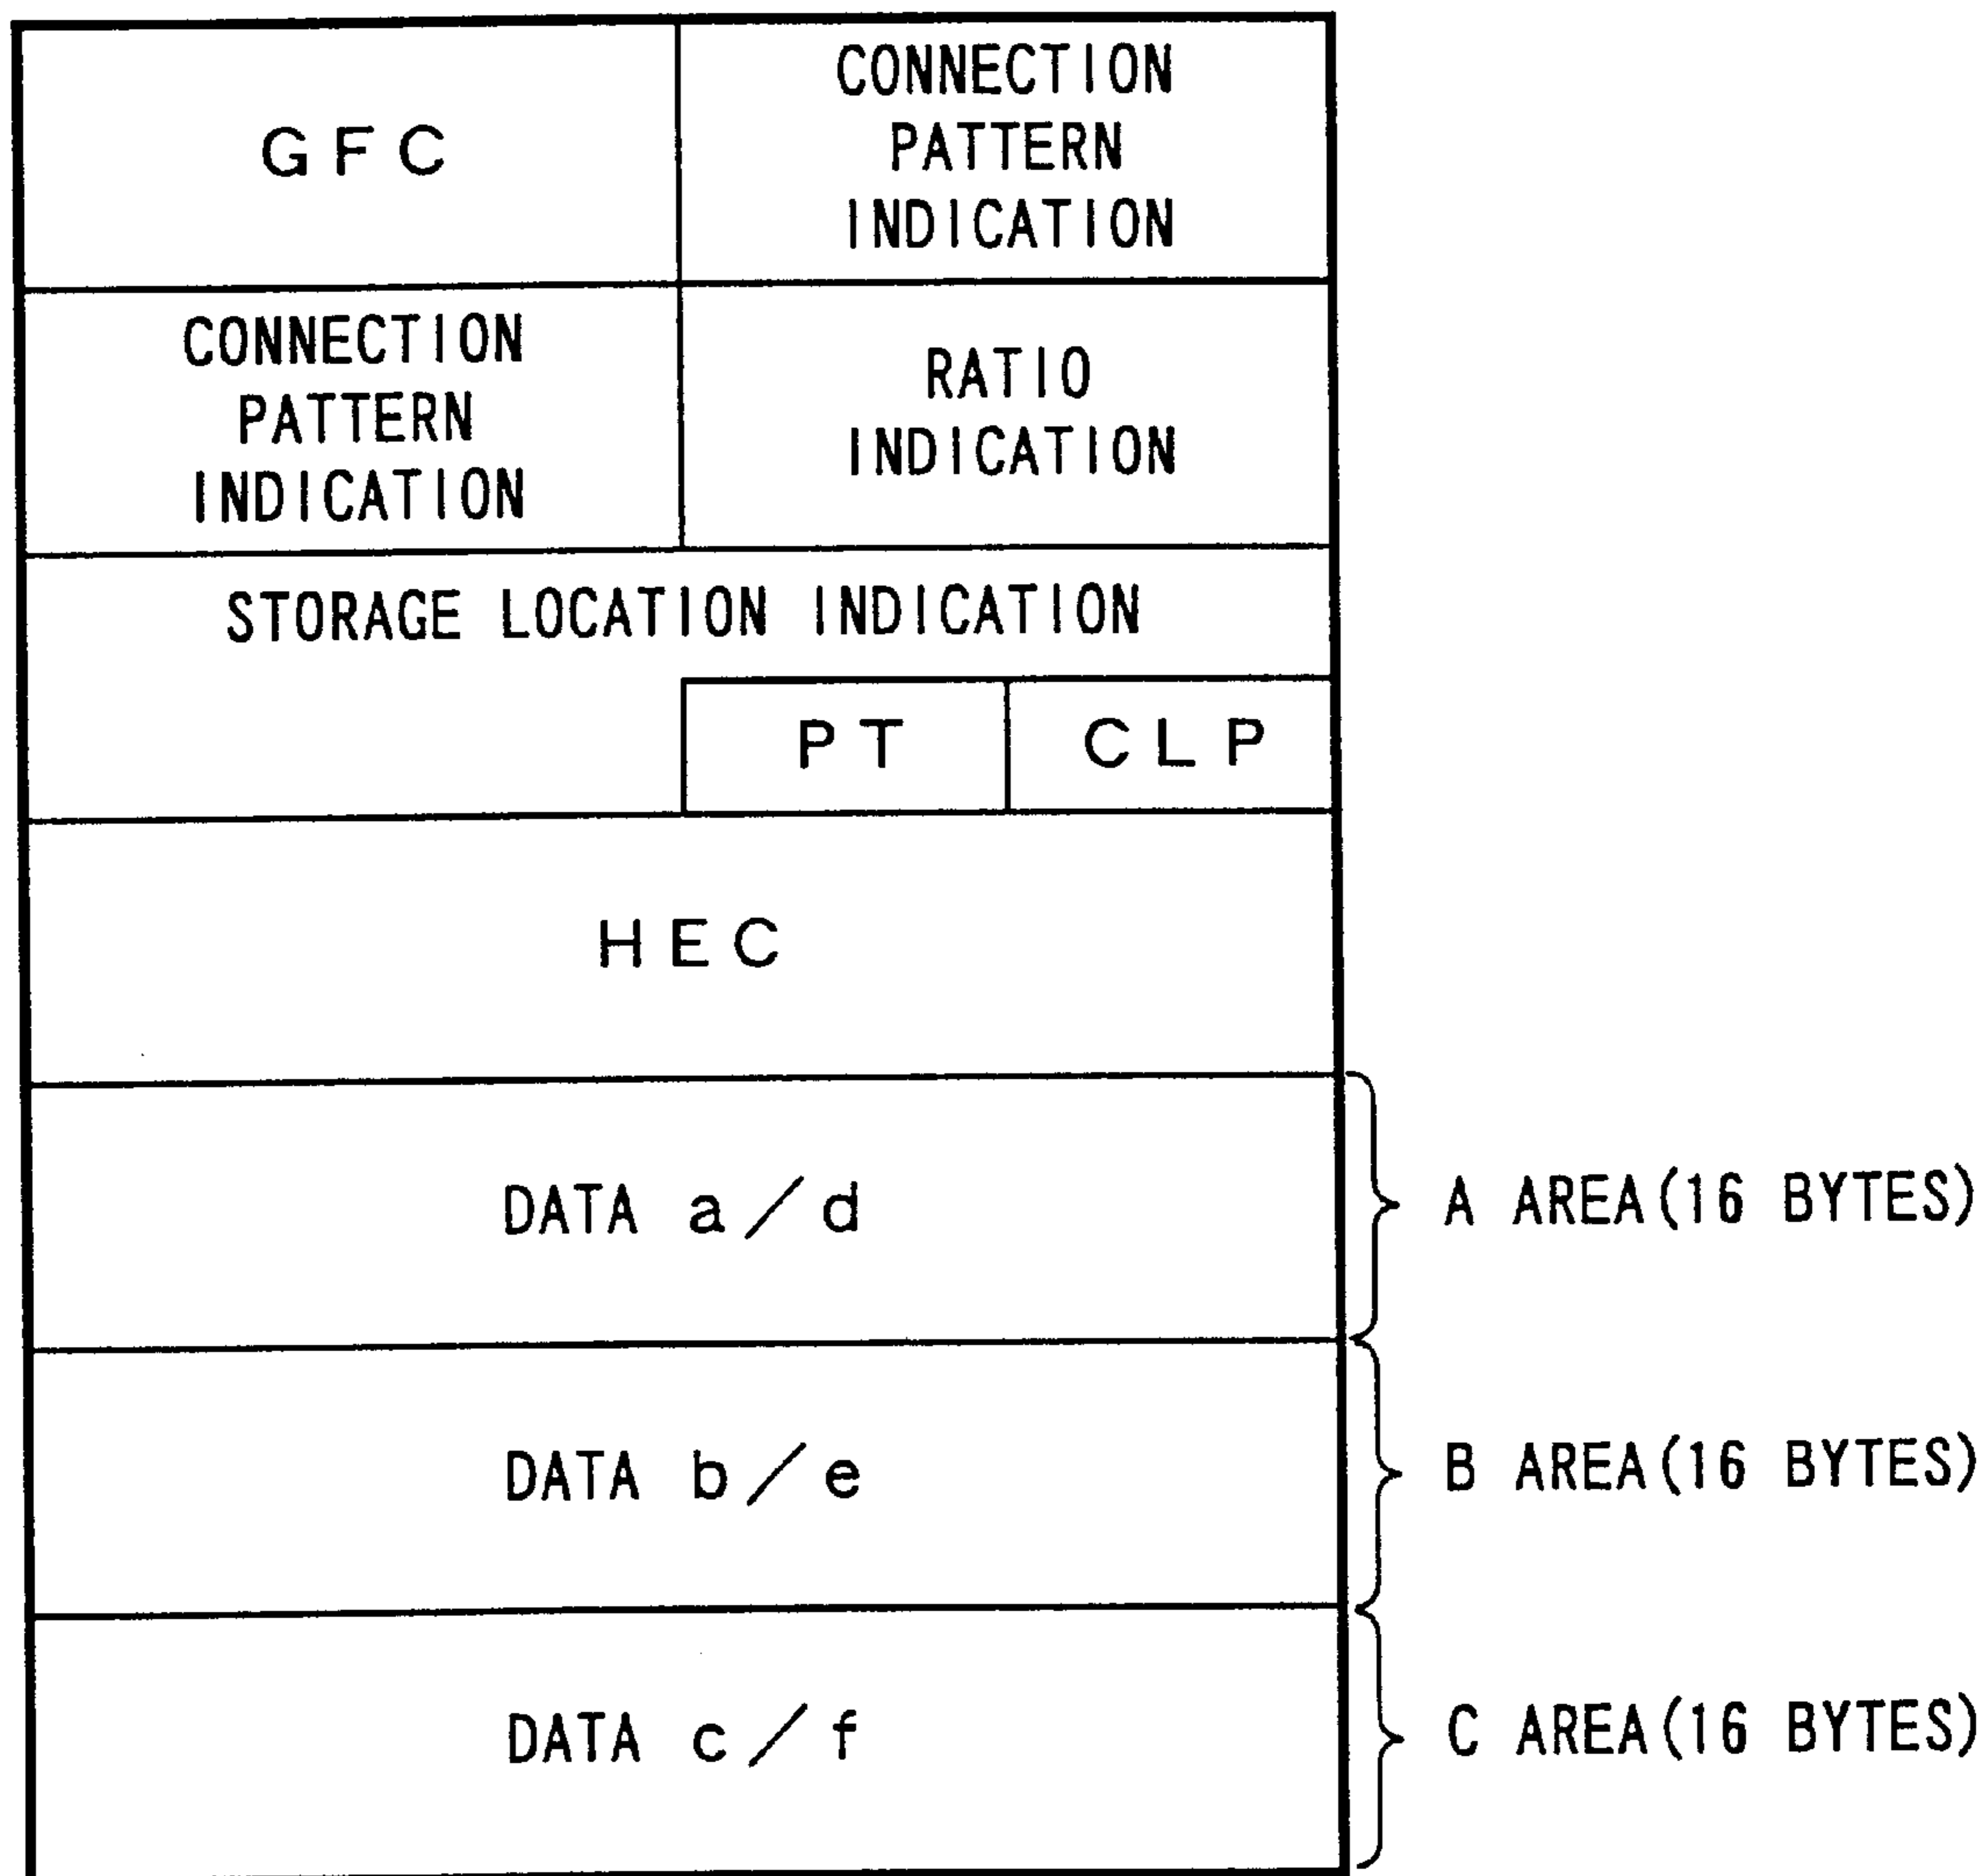 GFC
CONNECTION
PATTERN
INDICATION
CONNECTION
PATTERN
INDICATION
RATIO
INDICATION
STORAGE LOCATION INDICATION
PT
CLP
HEC
DATA a/d
A AREA(16 BYTES)
DATA b/e
B AREA(16 BYTES)
DATA c/f
C AREA(16 BYTES)